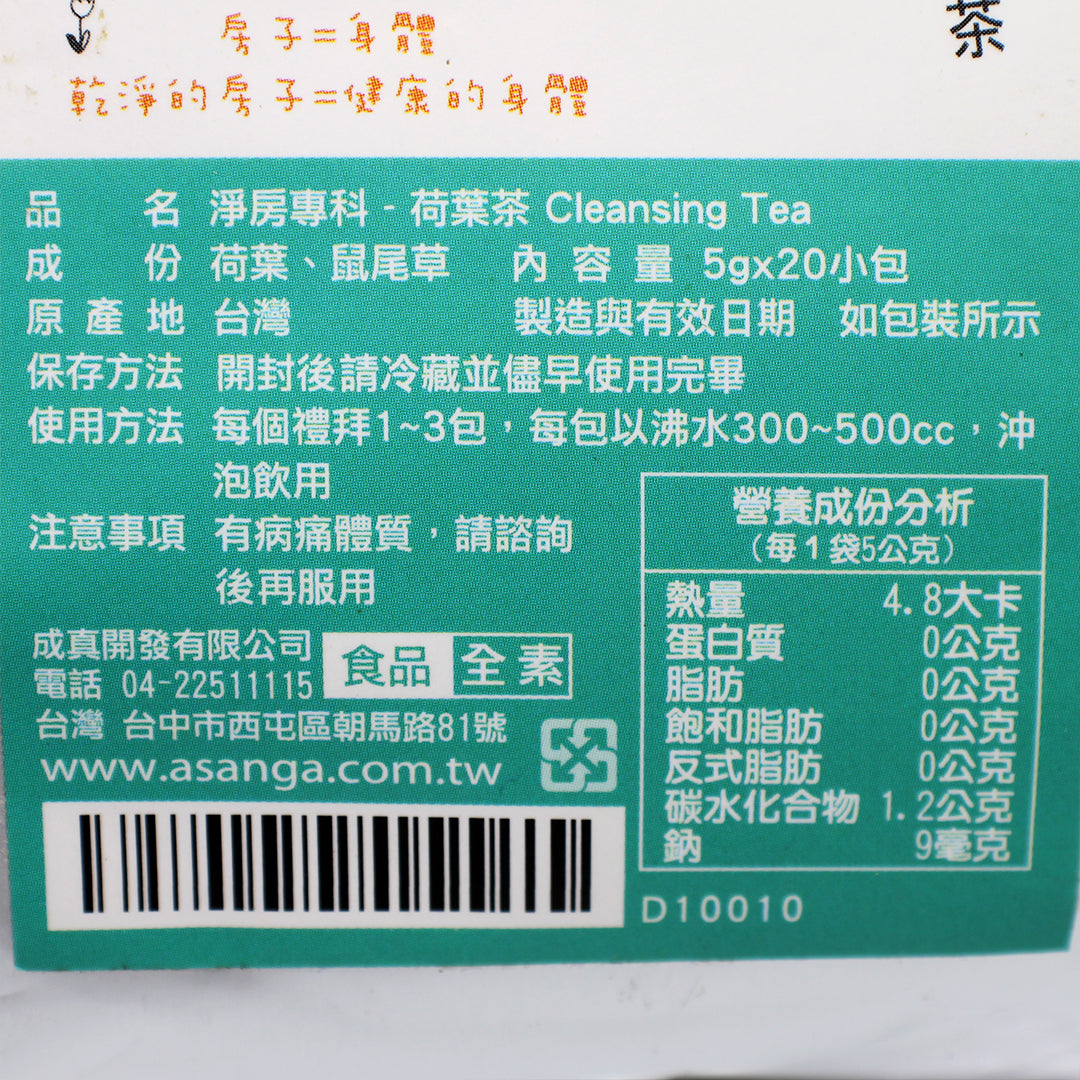 茶
房子=身體
乾淨的房子=健康的身體
品 名 淨房專科 - 荷葉茶 Cleansing Tea
成 份 荷葉、鼠尾草 內 容 量 5gx20小包
原 產 地 台灣 製造與有效日期 如包裝所示
保存方法 開封後請冷藏並儘早使用完畢
使用方法 每個禮拜1~3包，每包以沸水300~500cc，沖
泡飲用
注意事項 有病痛體質，請諮詢
後再服用
成真開發有限公司
電話 04-22511115
食品 全素
台灣 台中市西屯區朝馬路81號
www.asanga.com.tw
營養成份分析
（每1袋5公克）
熱量 4.8大卡
蛋白質 0公克
脂肪 0公克
飽和脂肪 0公克
反式脂肪 0公克
碳水化合物 1.2公克
鈉 9毫克
D10010